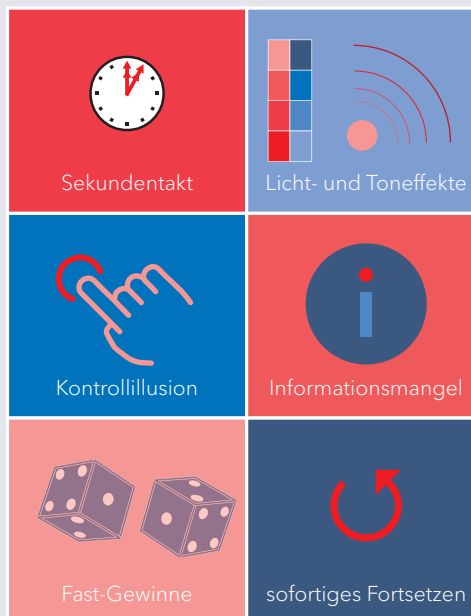 Sekundentakt
Licht- und Toneffekte
Kontrollillusion
Informationsmangel
Fast-Gewinne
sofortiges Fortsetzen